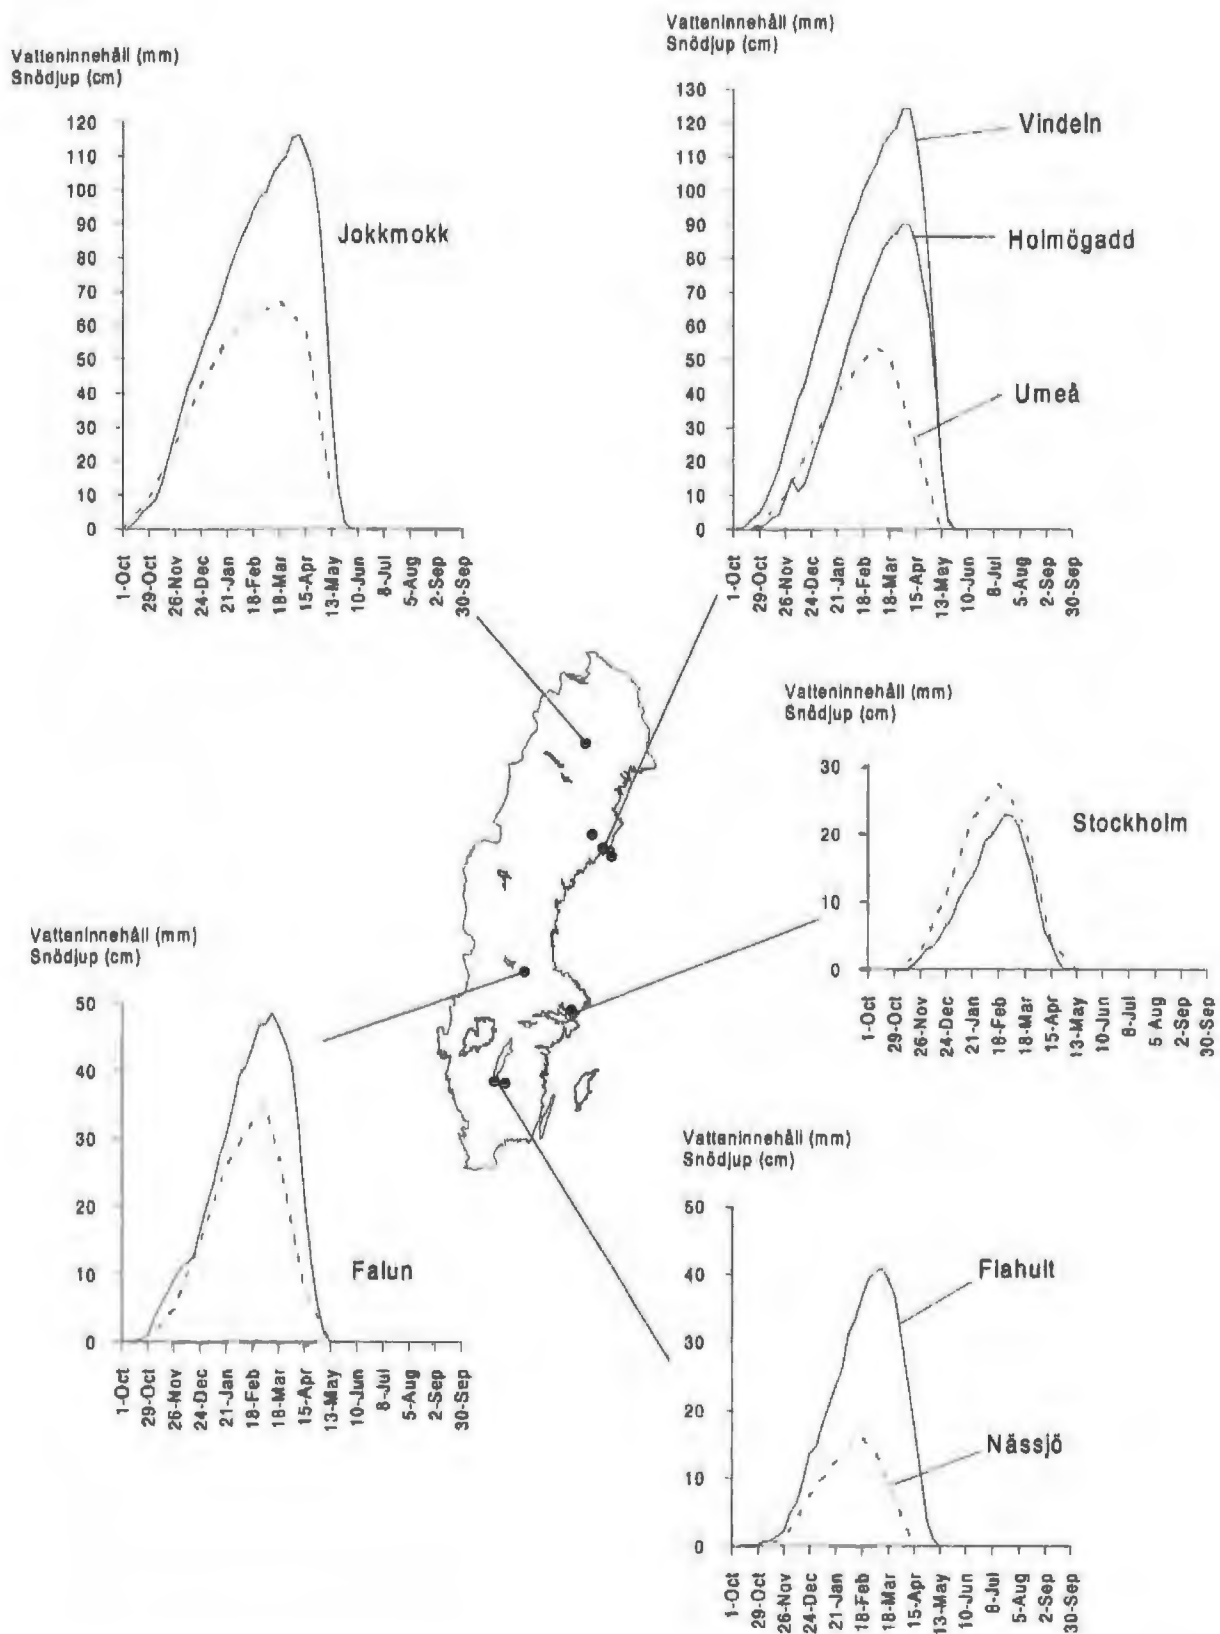 Vatteninnehåll (mm)
Snödjup (cm)
120
110
100
90
80
70
60
50
40
30
20
10
0
Jokkmokk
1-Oct
29-Oct
26-Nov
24-Dec
21-Jan
18-Feb
18-Mar
15-Apr
13-May
10-Jun
8-Jul
5-Aug
2-Sep
30-Sep
Vatteninnehåll (mm)
Snödjup (cm)
130
120
110
100
90
80
70
60
50
40
30
20
10
0
Vindeln
Holmögadd
Umeå
1-Oct
29-Oct
26-Nov
24-Dec
21-Jan
18-Feb
18-Mar
15-Apr
13-May
10-Jun
8-Jul
5-Aug
2-Sep
30-Sep
Vatteninnehåll (mm)
Snödjup (cm)
30
20
10
0
Stockholm
1-Oct
29-Oct
26-Nov
24-Dec
21-Jan
18-Feb
18-Mar
15-Apr
13-May
10-Jun
8-Jul
5 Aug
2-Sep
30-Sep
Vatteninnehåll (mm)
Snödjup (cm)
50
40
30
20
10
0
Falun
1-Oct
29-Oct
26-Nov
24-Dec
21-Jan
18-Feb
18-Mar
15-Apr
13-May
10-Jun
8-Jul
5-Aug
2-Sep
30-Sep
Vatteninnehåll (mm)
Snödjup (cm)
50
40
30
20
10
0
Flahult
Nässjö
1-Oct
29-Oct
26-Nov
24-Dec
21-Jan
18-Feb
18-Mar
15-Apr
13-May
10-Jun
8-Jul
5-Aug
2-Sep
30-Sep